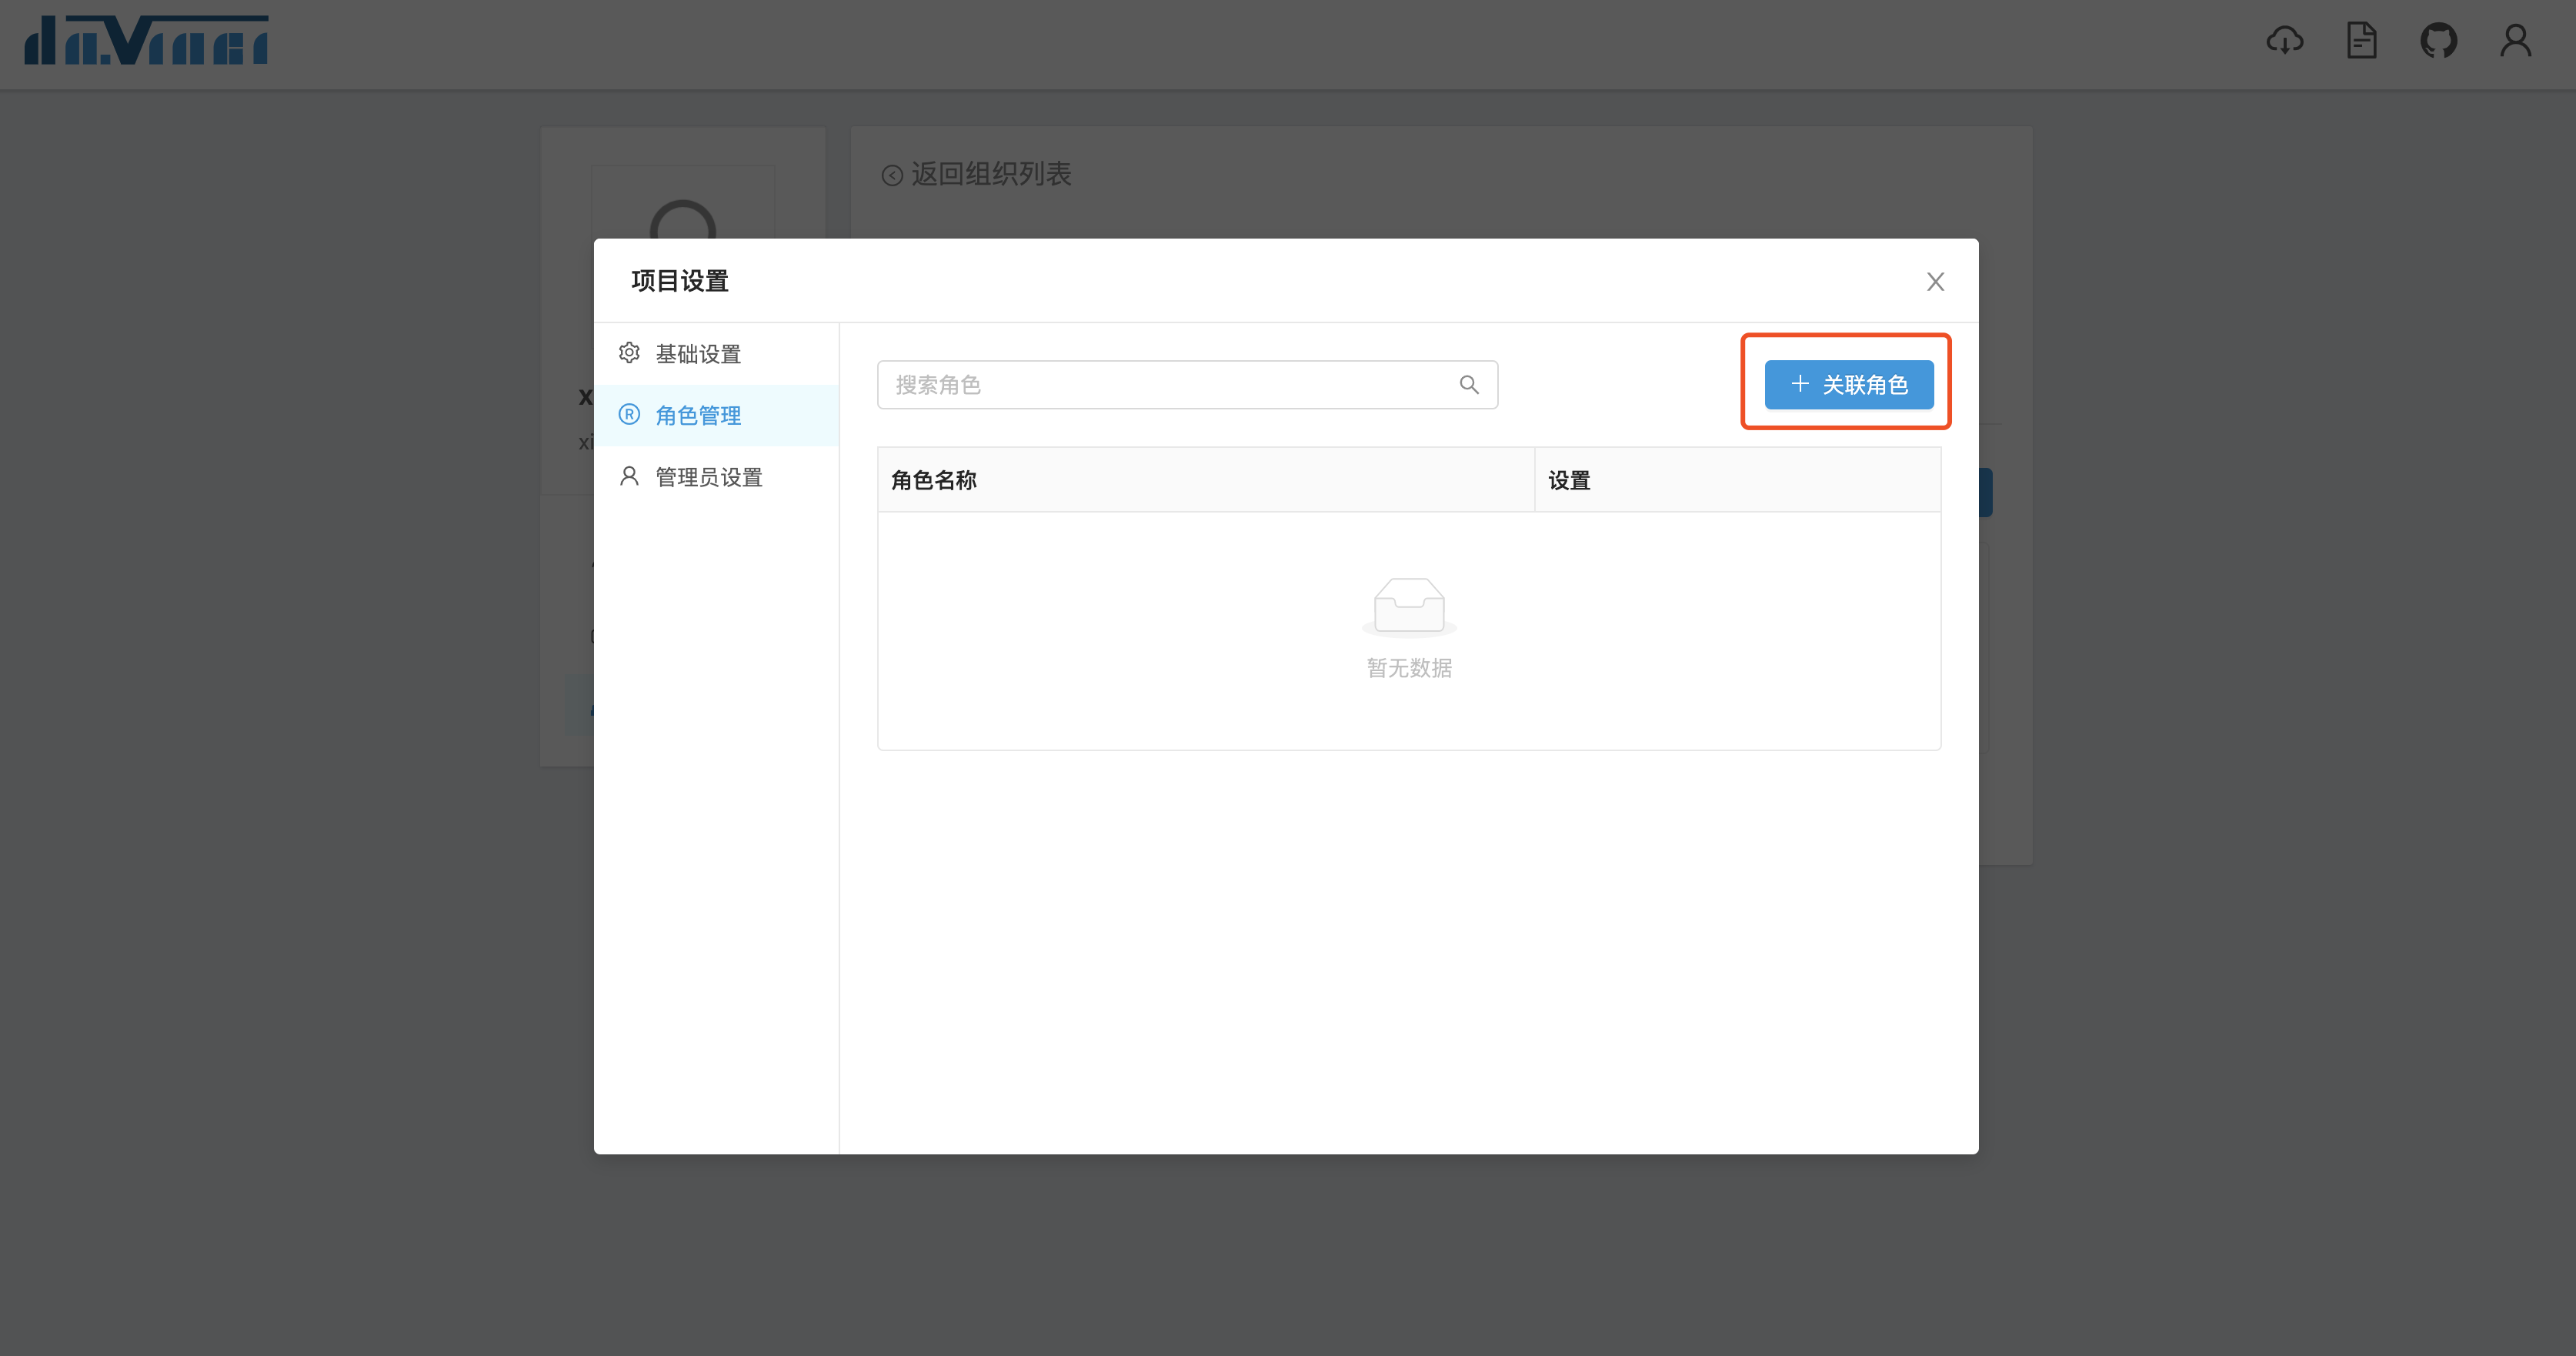 daVinci
返回组织列表
项目设置
基础设置
角色管理
管理员设置
搜索角色
关联角色
角色名称
设置
暂无数据